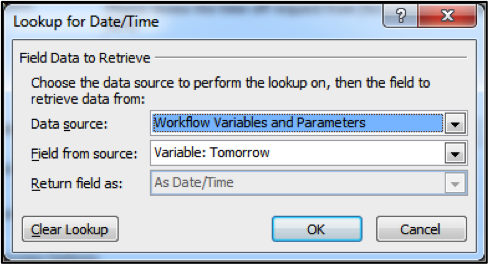 Lookup for Date/Time
?
Field Data to Retrieve
Choose the data source to perform the lookup on, then the field to
retrieve data from:
Data source: Workflow Variables and Parameters
Field from source: Variable: Tomorrow
Return field as: As Date/Time
Clear Lookup OK Cancel